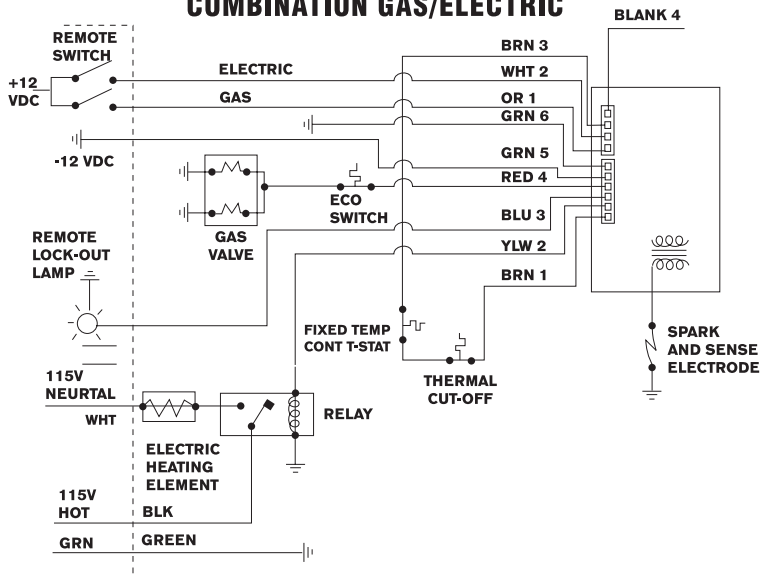 COMBINATION GAS/ELECTRIC
BLANK 4
REMOTE
SWITCH
BRN 3
ELECTRIC
WHT 2
+12
VDC
GAS
OR 1
GRN 6
-12 VDC
GRN 5
RED 4
ECO
SWITCH
BLU 3
GAS
VALVE
REMOTE
LOCK-OUT
LAMP
YLW 2
BRN 1
FIXED TEMP
CONT T-STAT
SPARK
AND SENSE
ELECTRODE
THERMAL
CUT-OFF
115V
NEURTAL
WHT
RELAY
ELECTRIC
HEATING
ELEMENT
115V
HOT
BLK
GRN
GREEN